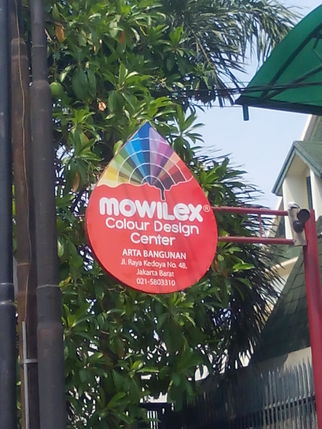 mowilex®
Colour Design
Center
ARTA BANGUNAN
Jl. Raya Kedoya No. 48,
Jakarta Barat
021-5803310